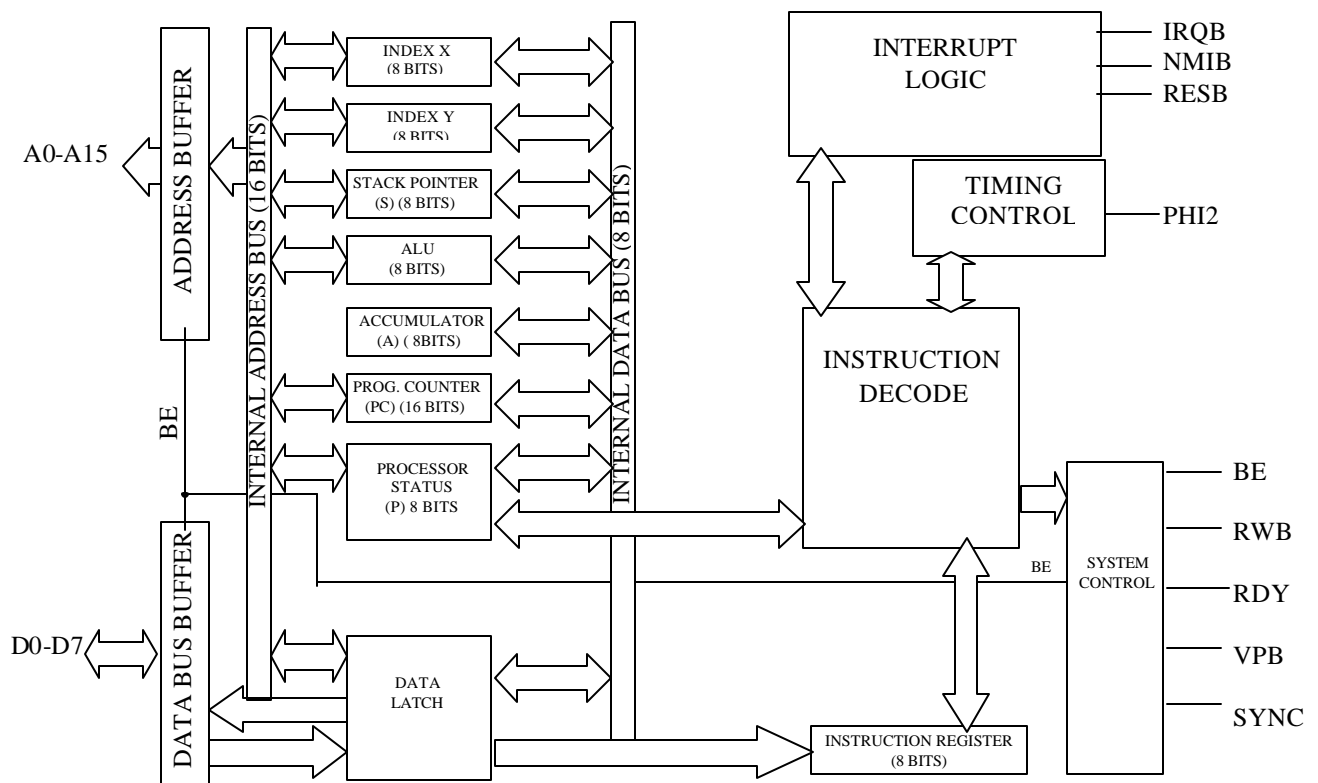 A0-A15
ADDRESS BUFFER
BE
DATA BUS BUFFER
D0-D7
INTERNAL ADDRESS BUS (16 BITS)
INDEX X
(8 BITS)
INDEX Y
(8 BITS)
STACK POINTER
(S) (8 BITS)
ALU
(8 BITS)
ACCUMULATOR
(A) ( 8BITS)
PROG. COUNTER
(PC) (16 BITS)
PROCESSOR
STATUS
(P) 8 BITS
DATA
LATCH
INTERNAL DATA BUS (8 BITS)
INTERRUPT
LOGIC
IRQB
NMIB
RESB
TIMING
CONTROL
PHI2
INSTRUCTION
DECODE
BE
SYSTEM
CONTROL
BE
RWB
RDY
VPB
SYNC
INSTRUCTION REGISTER
(8 BITS)